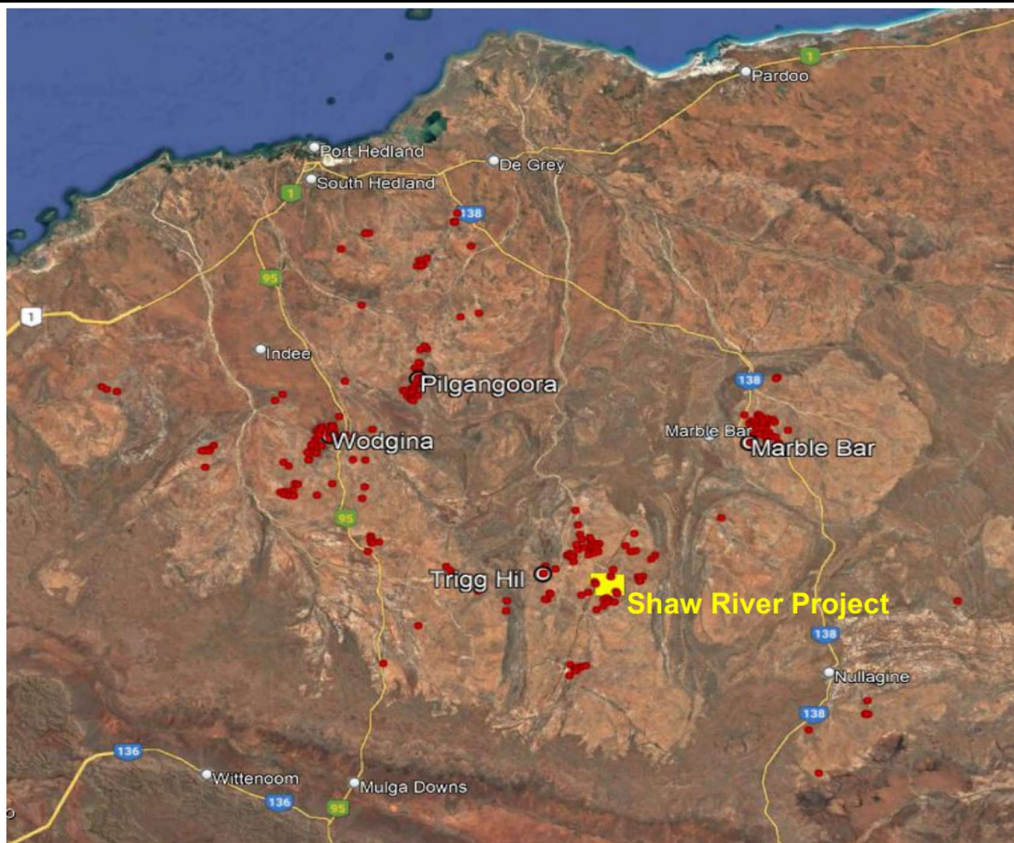 1
Pardoo
Port Hedland
De Grey
South Hedland
1
138
95
1
Indee
Pilgangoora
138
Marble Bar
Wodgina
Marble Bar
95
Trigg Hil
Shaw River Project
138
Nullagine
138
136
Wittenoom
Mulga Downs
136
95